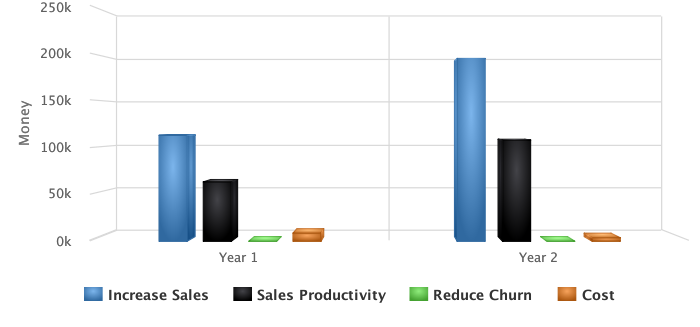 250k
200k
150k
100k
50k
0k
Money
Year 1
Year 2
Increase Sales
Sales Productivity
Reduce Churn
Cost